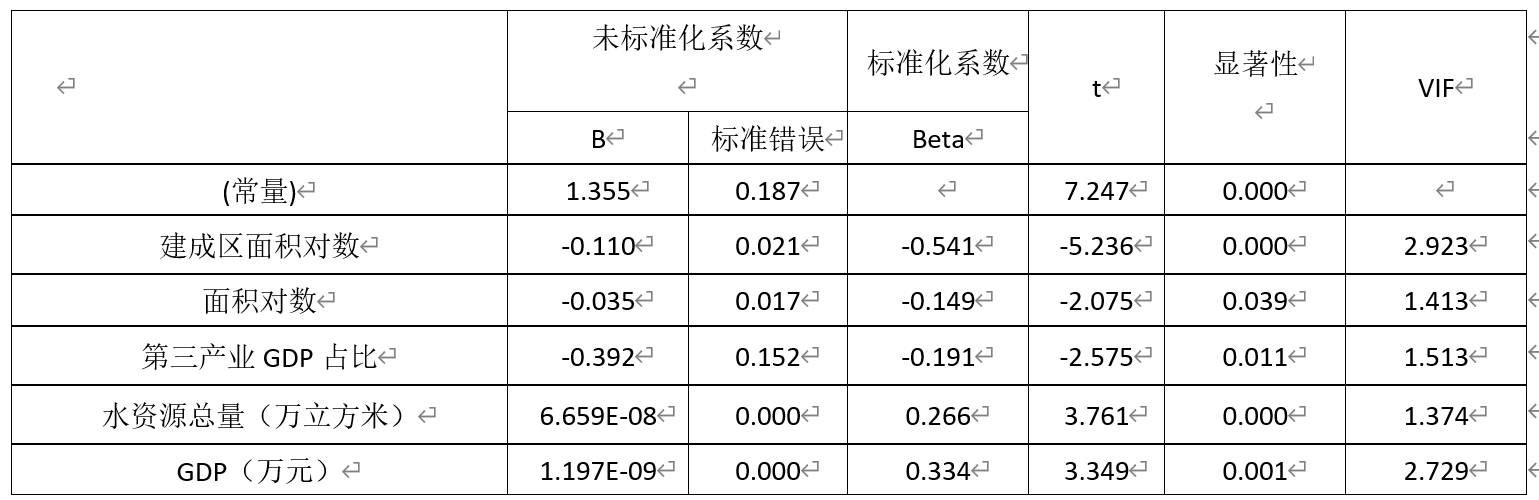 未标准化系数 标准化系数 t 显著性 VIF
B 标准错误 Beta
(常量) 1.355 0.187 7.247 0.000
建成区面积对数 -0.110 0.021 -0.541 -5.236 0.000 2.923
面积对数 -0.035 0.017 -0.149 -2.075 0.039 1.413
第三产业 GDP 占比 -0.392 0.152 -0.191 -2.575 0.011 1.513
水资源总量（万立方米） 6.659E-08 0.000 0.266 3.761 0.000 1.374
GDP（万元） 1.197E-09 0.000 0.334 3.349 0.001 2.729